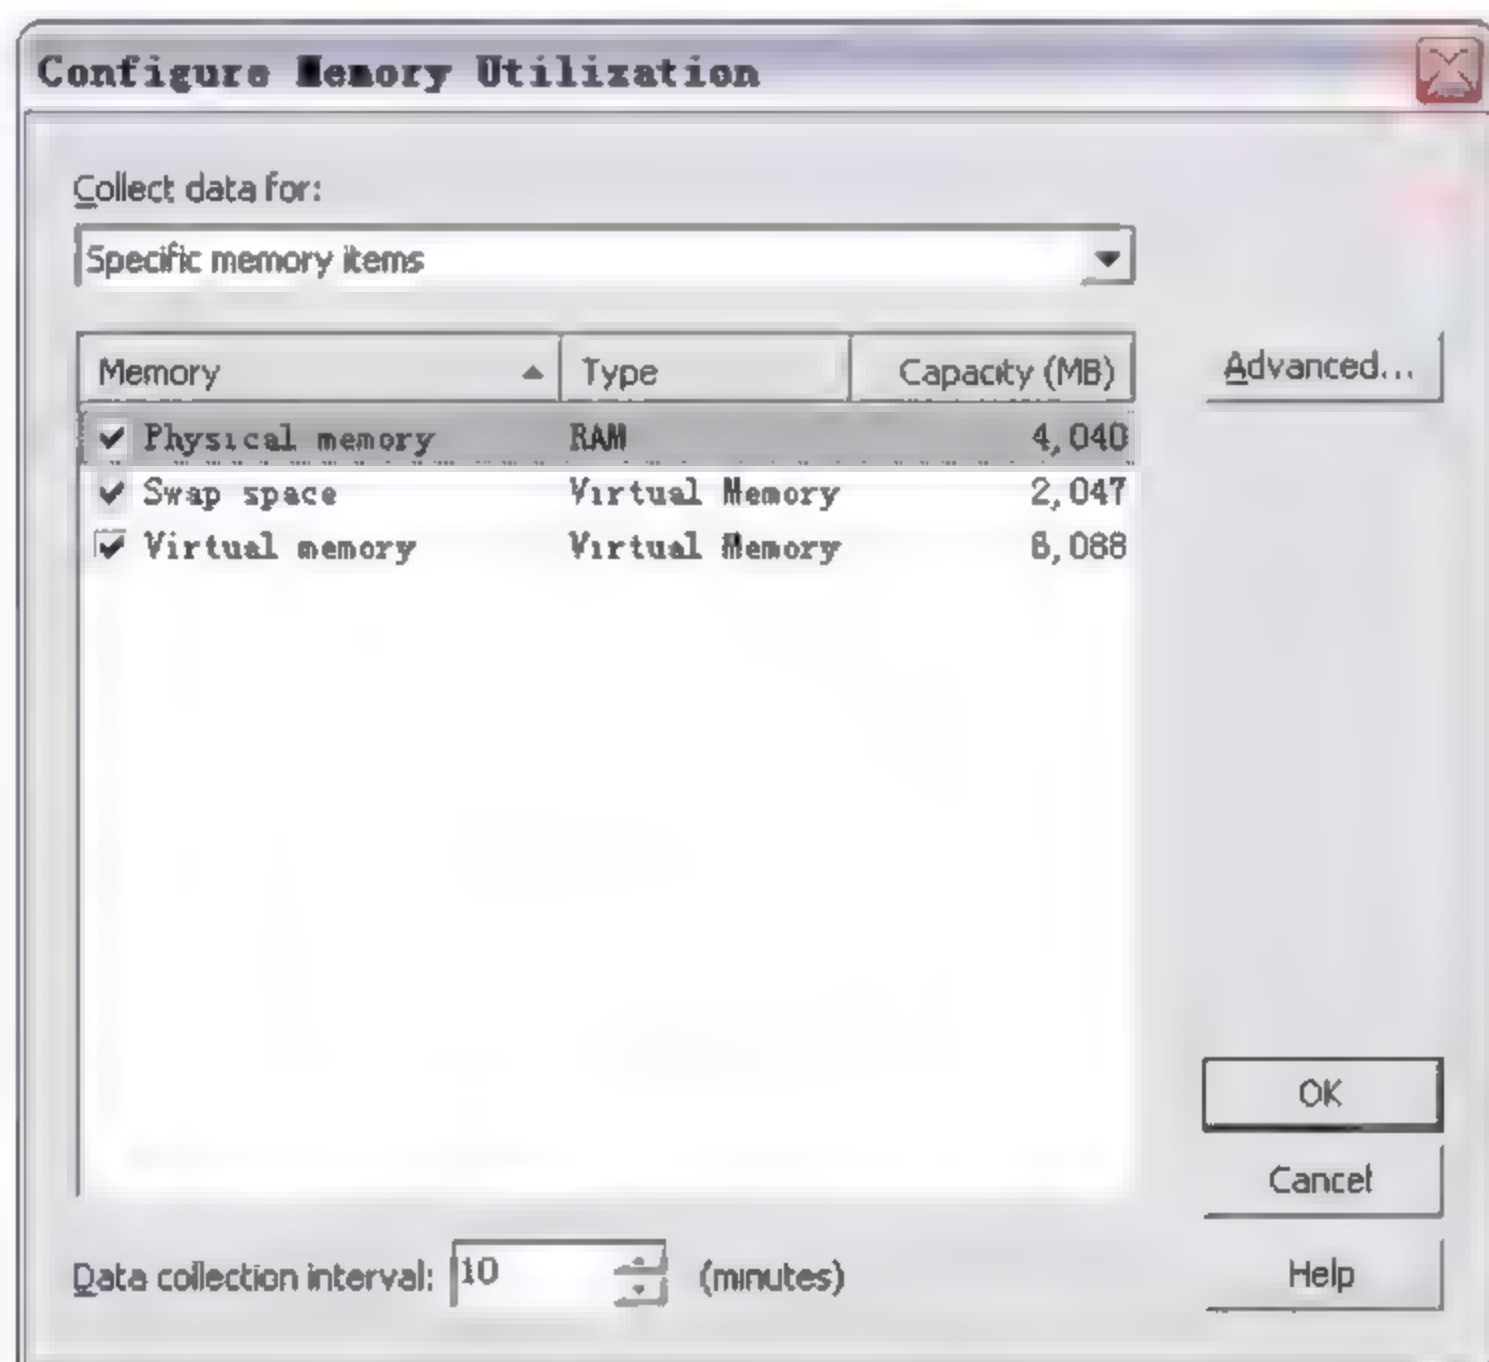 Configure Memory Utilization
Collect data for:
Specific memory items
Memory Type Capacity (MB)
Advanced...
Physical memory RAM 4,040
Swap space Virtual Memory 2,047
Virtual memory Virtual Memory 6,088
OK
Cancel
Data collection interval: 10 (minutes)
Help